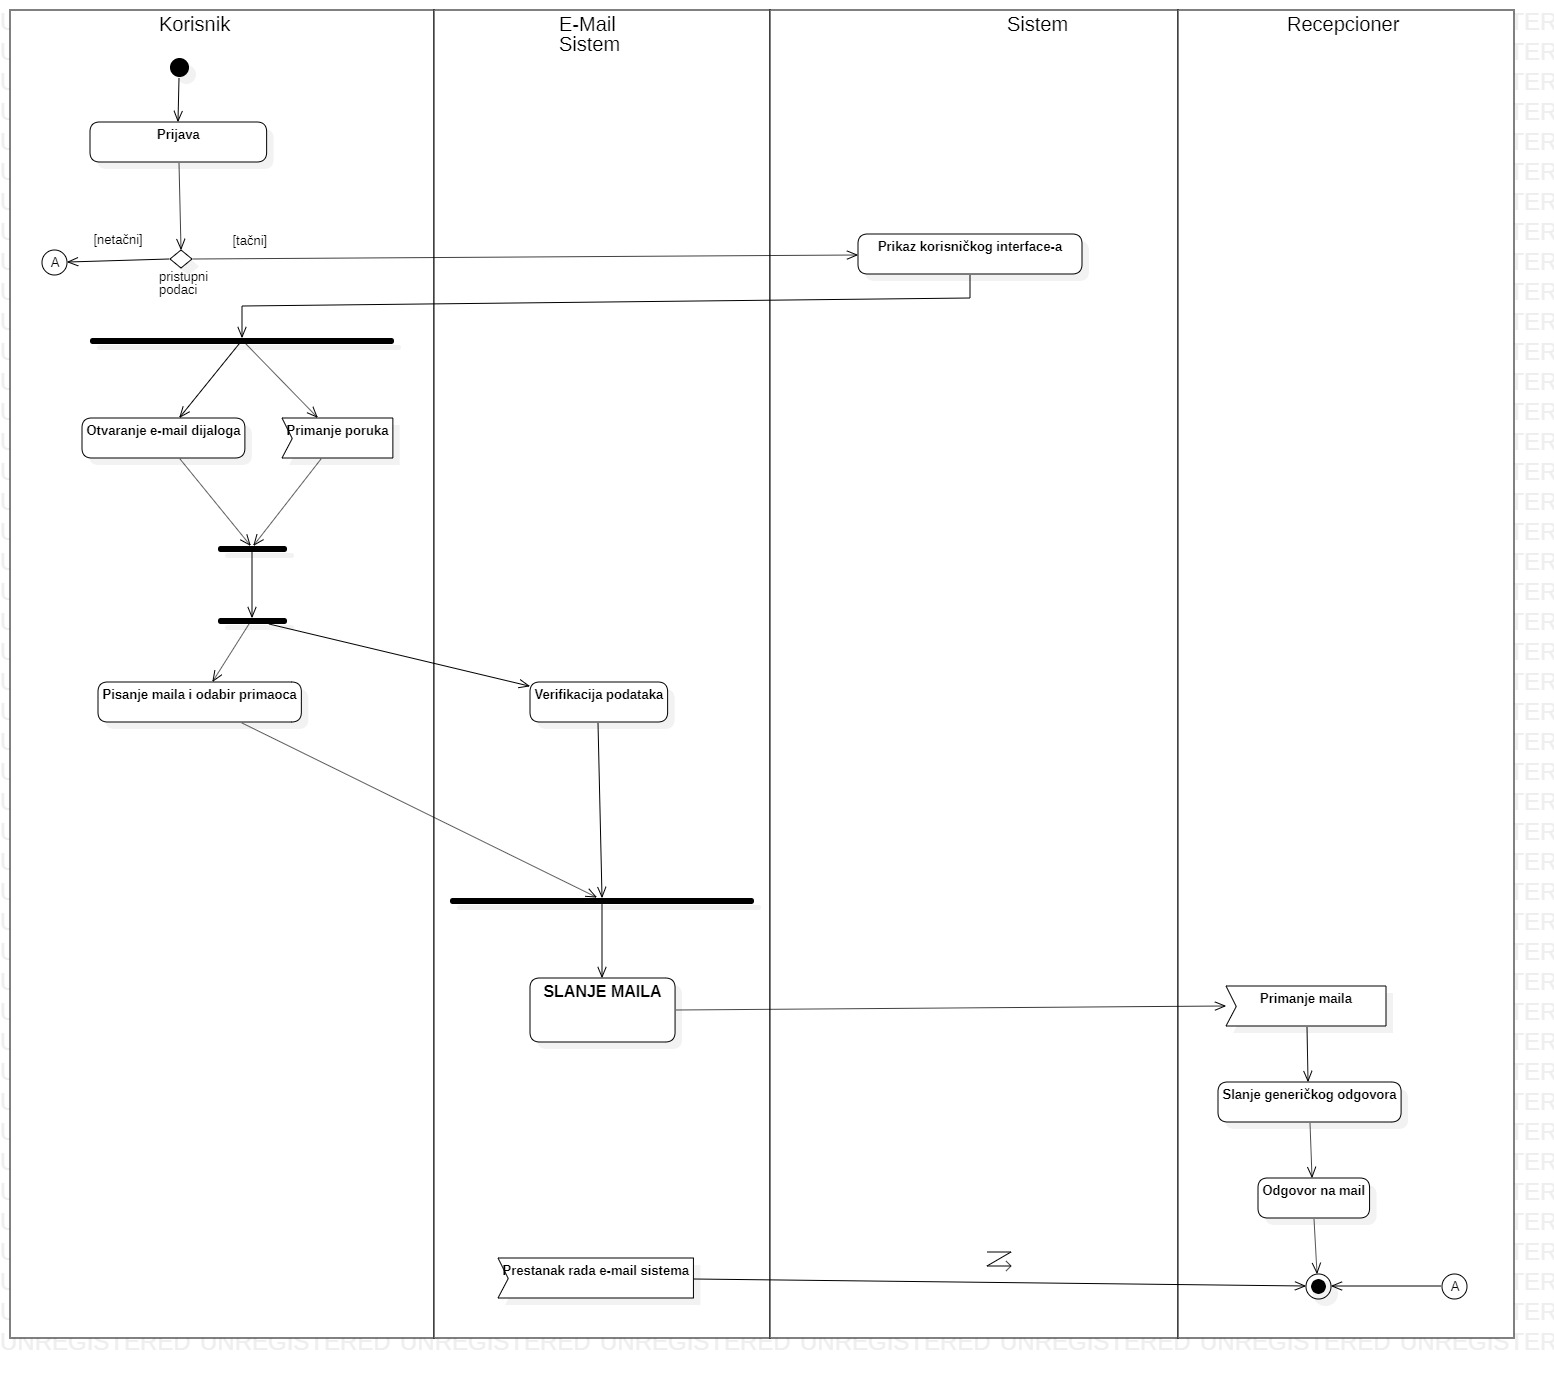 Korisnik
E-Mail
Sistem
Sistem
Recepcioner
Prijava
[netačni]
[tačni]
A
pristupni
podaci
Prikaz korisničkog interface-a
Otvaranje e-mail dijaloga
Primanje poruka
Pisanje maila i odabir primaoca
Verifikacija podataka
SLANJE MAILA
Primanje maila
Slanje generičkog odgovora
Odgovor na mail
Prestanak rada e-mail sistema
A
UNREGISTERED UNREGISTERED UNREGISTERED UNREGISTERED UNREGISTERED UNREGISTERED UNREGISTERED UNREGISTER